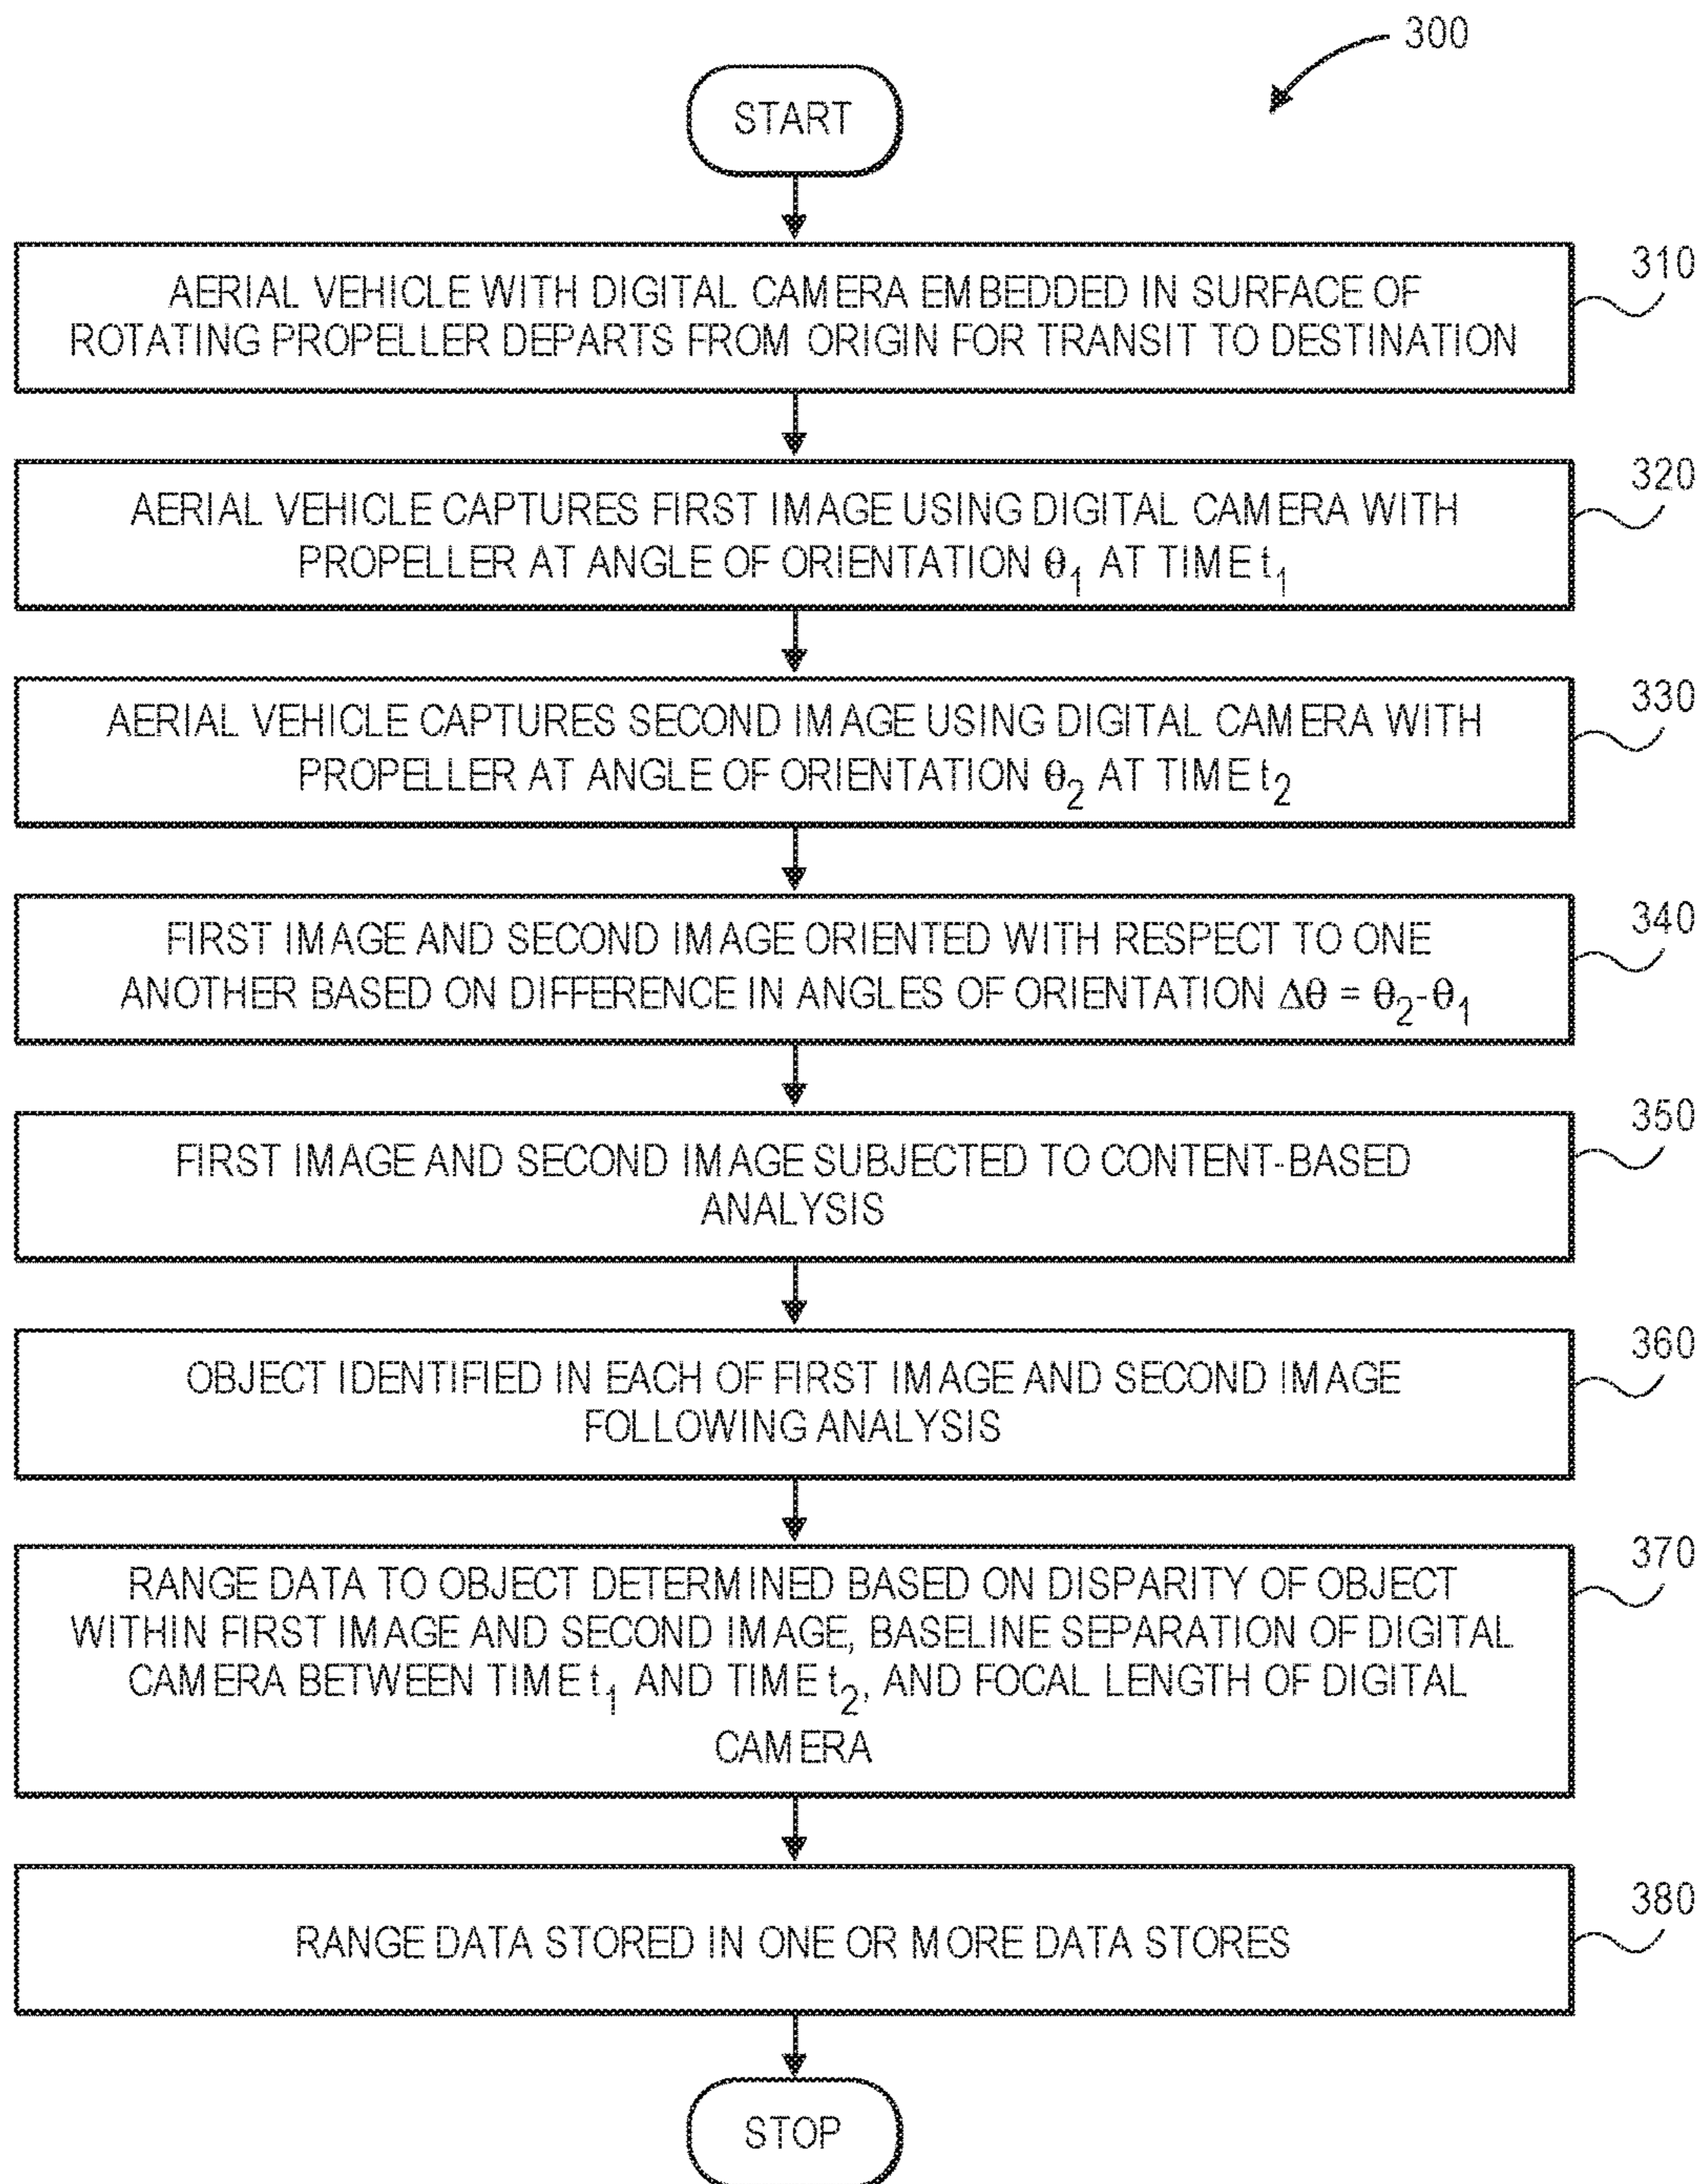 300
START
310
AERIAL VEHICLE WITH DIGITAL CAMERA EMBEDDED IN SURFACE OF
ROTATING PROPELLER DEPARTS FROM ORIGIN FOR TRANSIT TO DESTINATION
320
AERIAL VEHICLE CAPTURES FIRST IMAGE USING DIGITAL CAMERA WITH
PROPELLER AT ANGLE OF ORIENTATION θ₁ AT TIME t₁
330
AERIAL VEHICLE CAPTURES SECOND IMAGE USING DIGITAL CAMERA WITH
PROPELLER AT ANGLE OF ORIENTATION θ₂ AT TIME t₂
340
FIRST IMAGE AND SECOND IMAGE ORIENTED WITH RESPECT TO ONE
ANOTHER BASED ON DIFFERENCE IN ANGLES OF ORIENTATION Δθ = θ₂-θ₁
350
FIRST IMAGE AND SECOND IMAGE SUBJECTED TO CONTENT-BASED
ANALYSIS
360
OBJECT IDENTIFIED IN EACH OF FIRST IMAGE AND SECOND IMAGE
FOLLOWING ANALYSIS
370
RANGE DATA TO OBJECT DETERMINED BASED ON DISPARITY OF OBJECT
WITHIN FIRST IMAGE AND SECOND IMAGE, BASELINE SEPARATION OF DIGITAL
CAMERA BETWEEN TIME t₁ AND TIME t₂, AND FOCAL LENGTH OF DIGITAL
CAMERA
380
RANGE DATA STORED IN ONE OR MORE DATA STORES
STOP